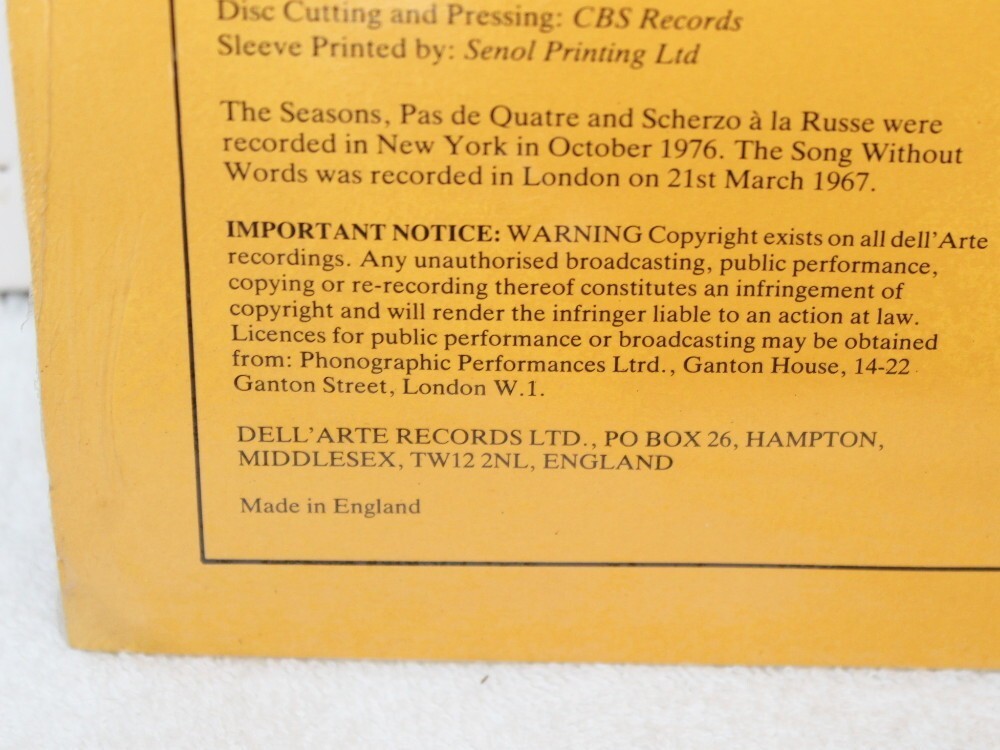 Disc Cutting and Pressing: CBS Records
Sleeve Printed by: Senol Printing Ltd
The Seasons, Pas de Quatre and Scherzo à la Russe were
recorded in New York in October 1976. The Song Without
Words was recorded in London on 21st March 1967.
IMPORTANT NOTICE: WARNING Copyright exists on all dell'Arte
recordings. Any unauthorised broadcasting, public performance,
copying or re-recording thereof constitutes an infringement of
copyright and will render the infringer liable to an action at law.
Licences for public performance or broadcasting may be obtained
from: Phonographic Performances Ltrd., Ganton House, 14-22
Ganton Street, London W.1.
DELL'ARTE RECORDS LTD., PO BOX 26, HAMPTON,
MIDDLESEX, TW12 2NL, ENGLAND
Made in England